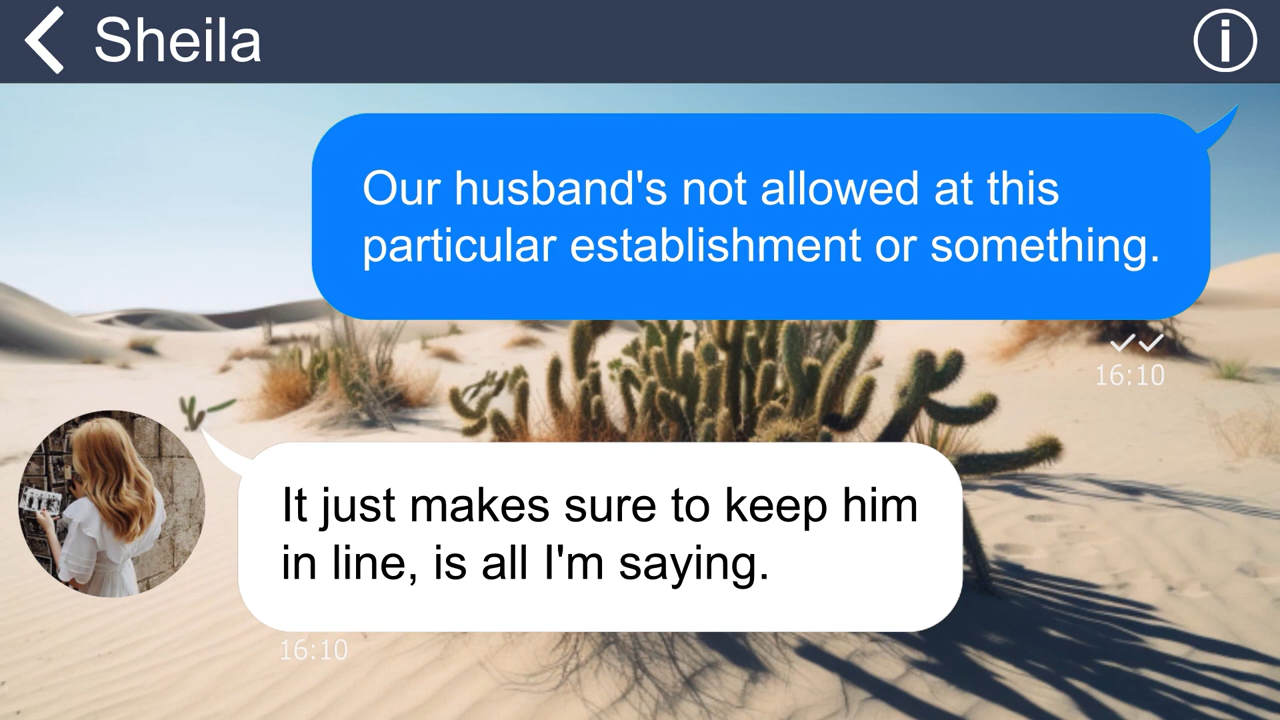 Sheila
Our husband's not allowed at this
particular establishment or something.
16:10
It just makes sure to keep him
in line, is all I'm saying.
16:10